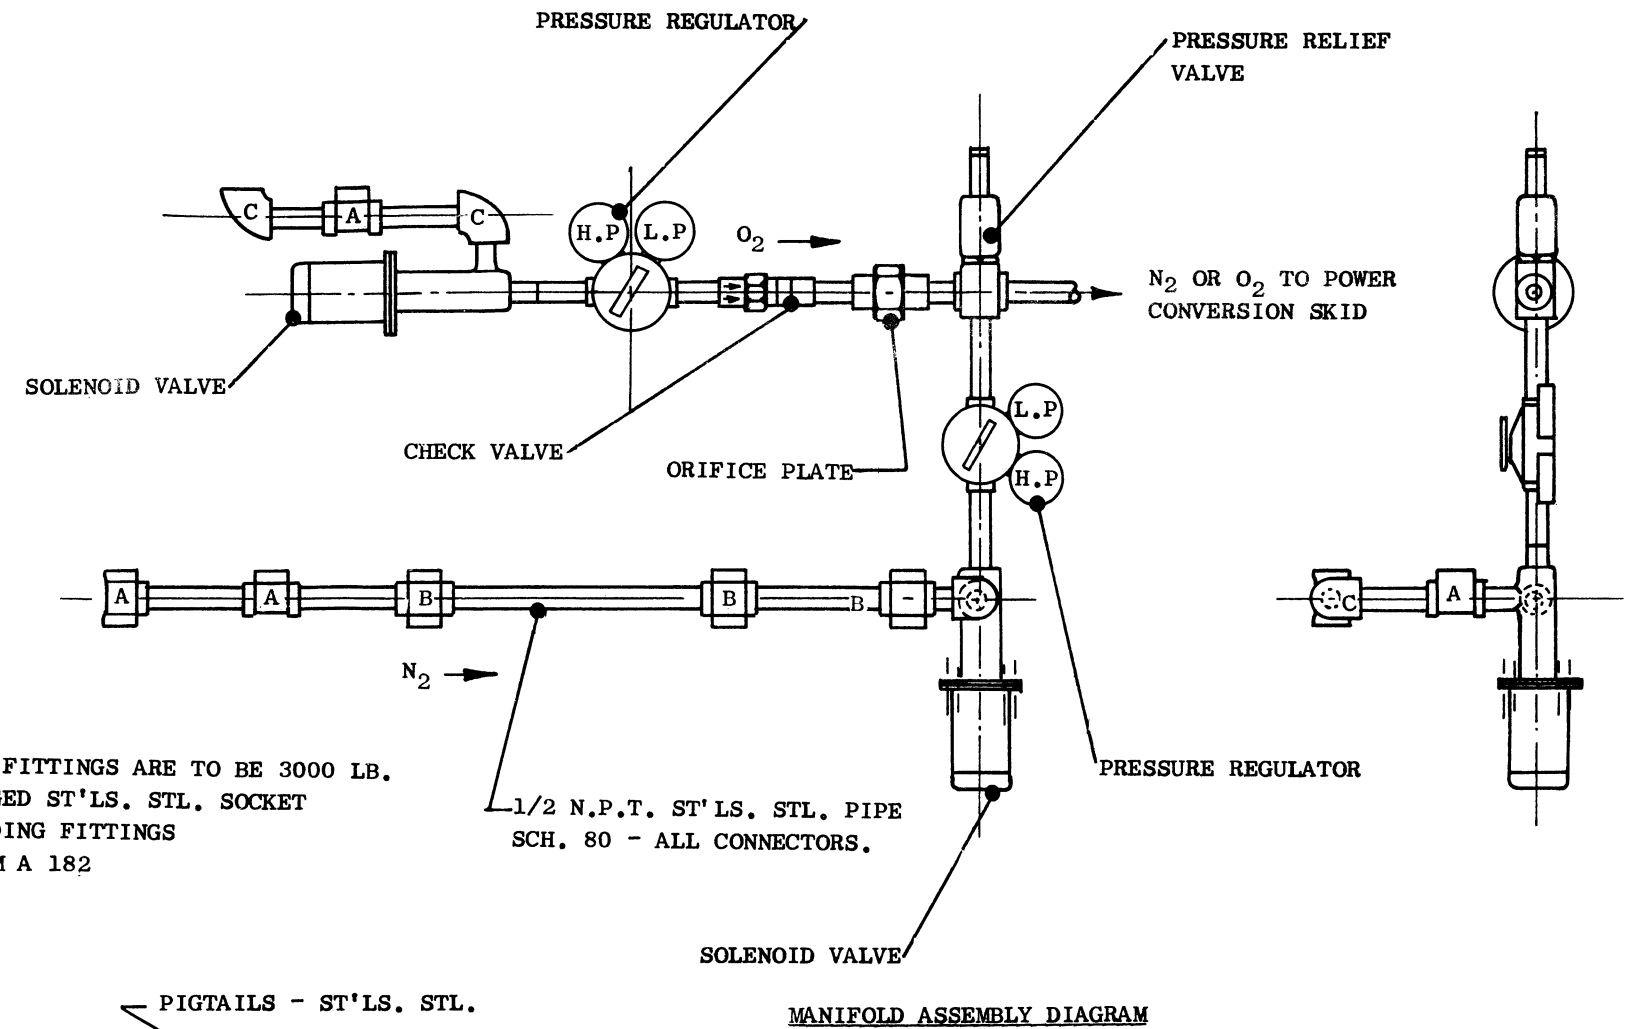 PRESSURE REGULATOR
PRESSURE RELIEF
VALVE
C
A
C
H.P
L.P
O2
N2 OR O2 TO POWER
CONVERSION SKID
SOLENOID VALVE
CHECK VALVE
ORIFICE PLATE
L.P
H.P
A
A
B
B
B
-
C
A
N2
FITTINGS ARE TO BE 3000 LB.
GED ST'LS. STL. SOCKET
DING FITTINGS
M A 182
1/2 N.P.T. ST'LS. STL. PIPE
SCH. 80 - ALL CONNECTORS.
PRESSURE REGULATOR
SOLENOID VALVE
PIGTAILS - ST'LS. STL.
MANIFOLD ASSEMBLY DIAGRAM